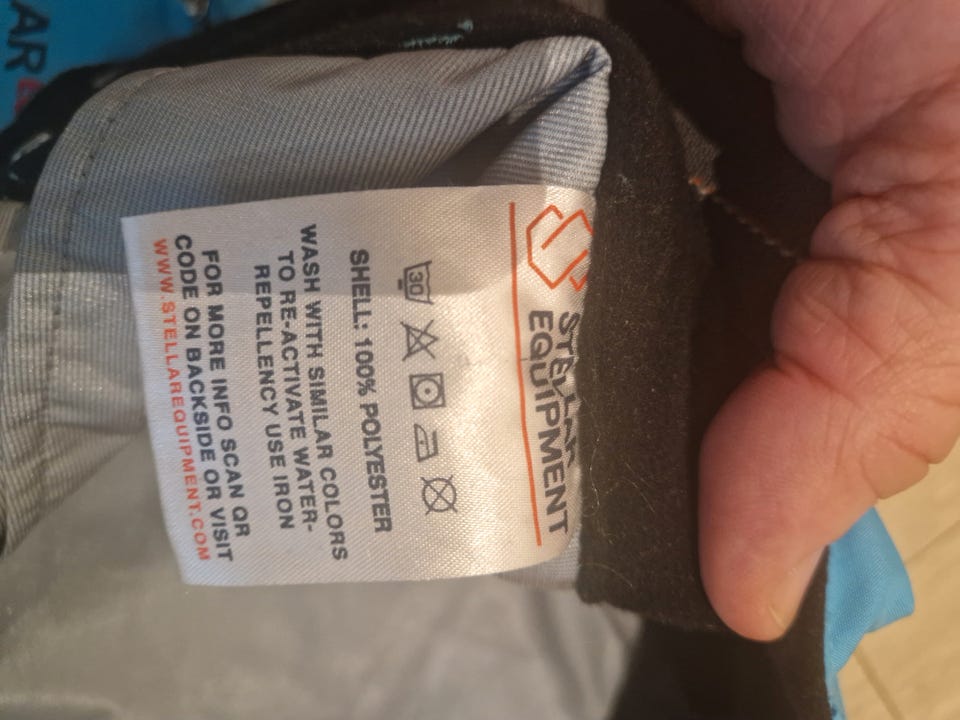 STELLAR
EQUIPMENT
30
SHELL: 100% POLYESTER
WASH WITH SIMILAR COLORS
TO RE-ACTIVATE WATER-
REPELLENCY USE IRON
FOR MORE INFO SCAN QR
CODE ON BACKSIDE OR VISIT
WWW.STELLAREQUIPMENT.COM